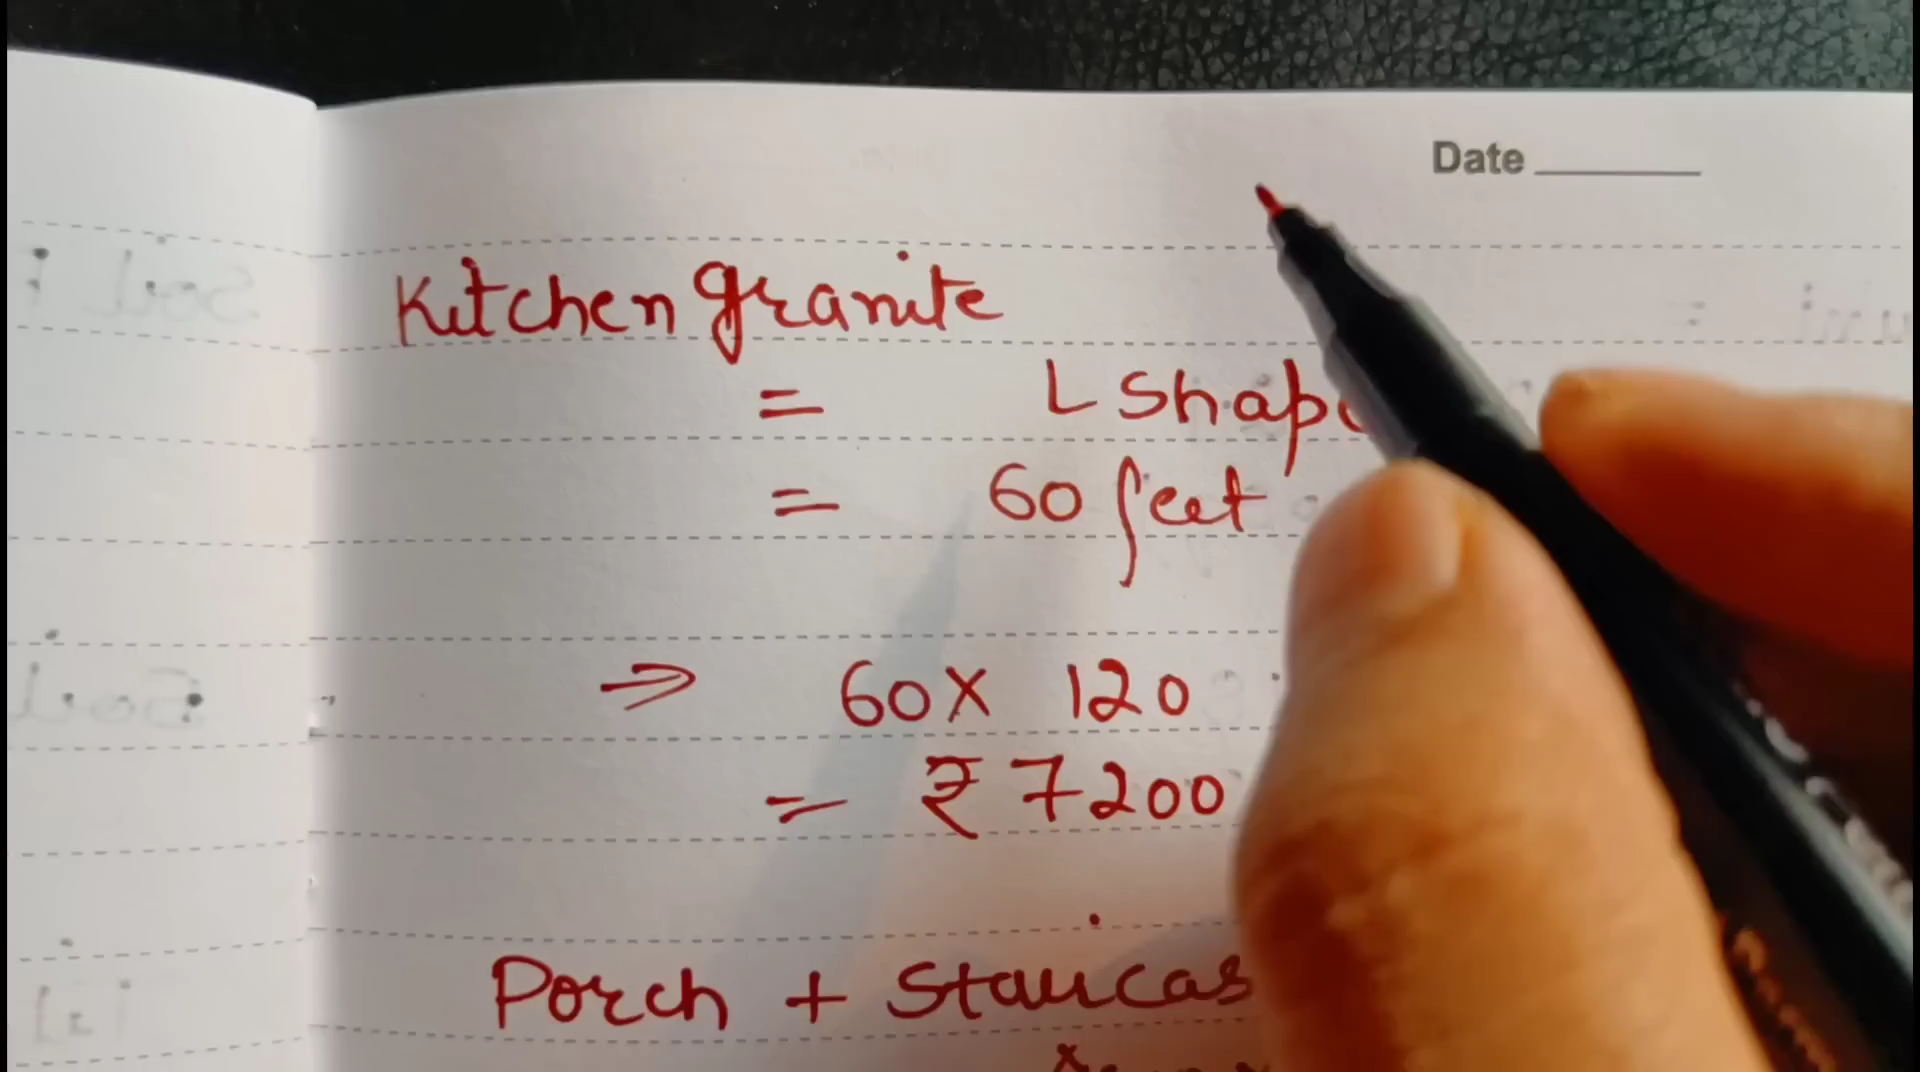 Date
Kitchen granite
= L Shape
= 60 feet
⇒ 60 X 120
= ₹ 7200
Porch + Staircas